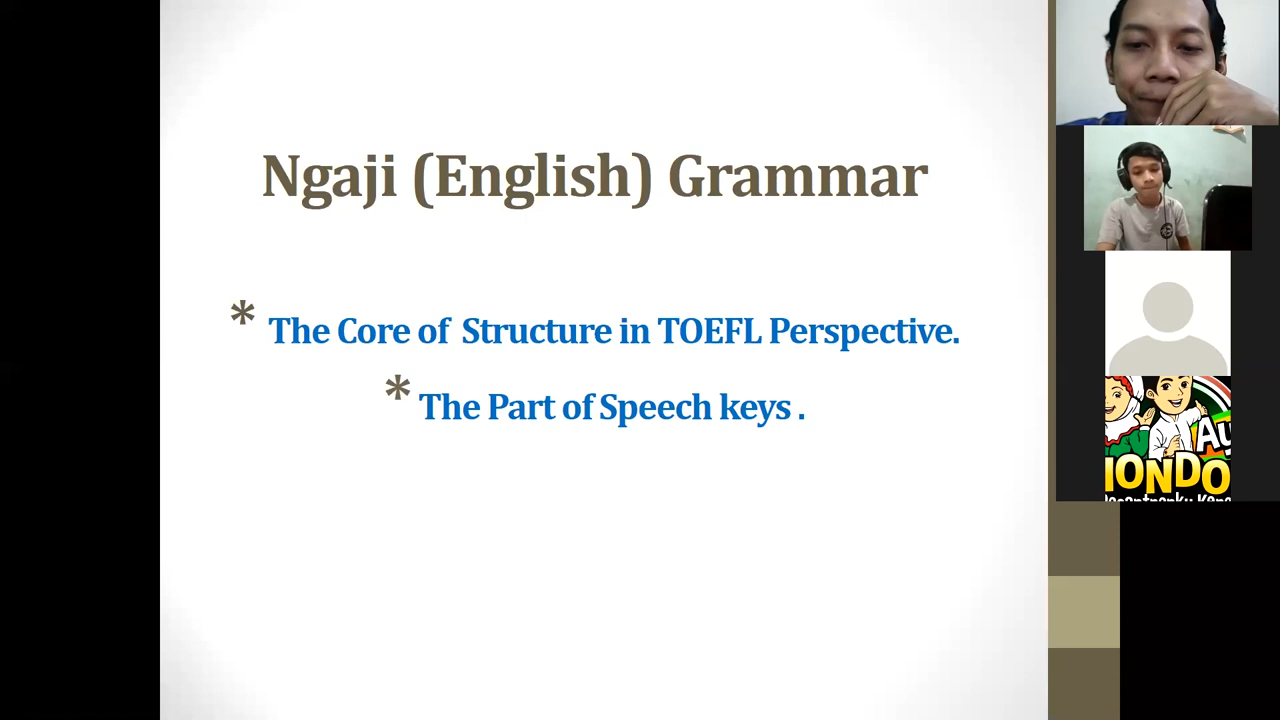 Ngaji (English) Grammar
* The Core of Structure in TOEFL Perspective.
* The Part of Speech keys .